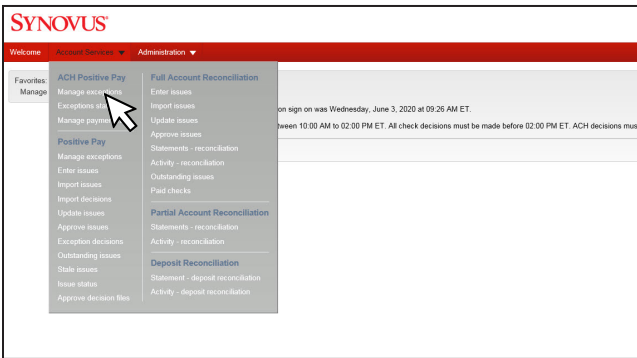 SYNOVUS®
Welcome Account Services Administration
Favorites:
Manage
ACH Positive Pay
Manage exceptions
Exceptions
Manage
Positive Pay
Manage exceptions
Enter issues
Import issues
Import decisions
Update issues
Approve issues
Exception decisions
Outstanding issues
Stale issues
Issue status
Approve decision files
Full Account Reconciliation
Enter issues
Import issues
Update issues
Approve issues
Statements - reconciliation
Activity - reconciliation
Outstanding issues
Paid checks
Partial Account Reconciliation
Statements - reconciliation
Activity - reconciliation
Deposit Reconciliation
Statement - deposit reconciliation
Activity - deposit reconciliation
on sign on was Wednesday, June 3, 2020 at 09:26 AM ET.
tween 10:00 AM to 02:00 PM ET. All check decisions must be made before 02:00 PM ET. ACH decisions mus